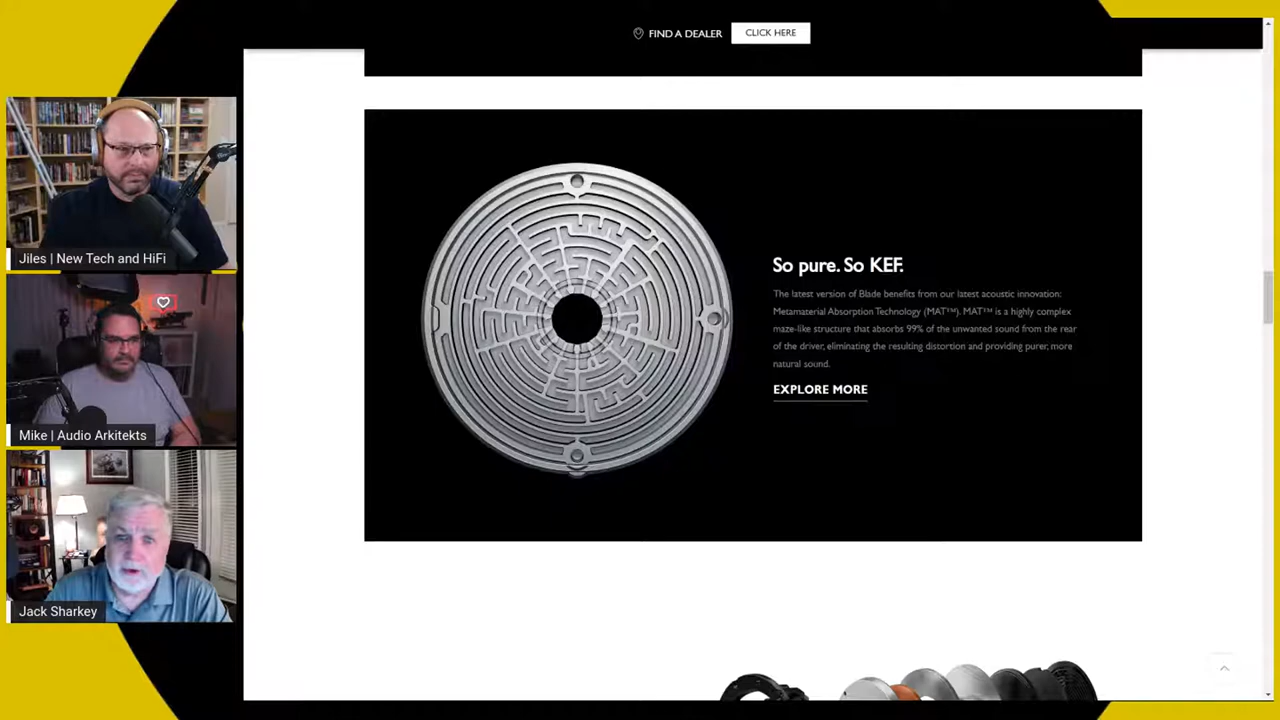 FIND A DEALER
CLICK HERE
Jiles | New Tech and HiFi
Mike | Audio Arkitekts
Jack Sharkey
So pure. So KEF.
The latest version of Blade benefits from our latest acoustic innovation:
Metamaterial Absorption Technology (MAT™). MAT™ is a highly complex
maze-like structure that absorbs 99% of the unwanted sound from the rear
of the driver, eliminating the resulting distortion and providing purer, more
natural sound.
EXPLORE MORE